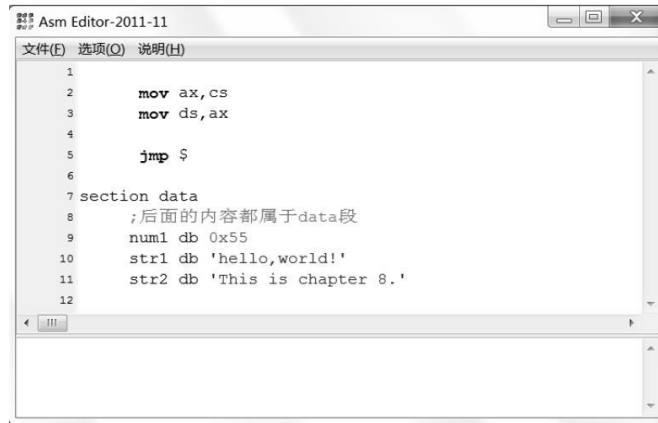 Asm Editor-2011-11
文件(F) 选项(O) 说明(H)
1
2 mov ax,cs
3 mov ds,ax
4
5 jmp $
6
7 section data
8 ;后面的内容都属于data段
9 num1 db 0x55
10 str1 db 'hello,world!'
11 str2 db 'This is chapter 8.'
12